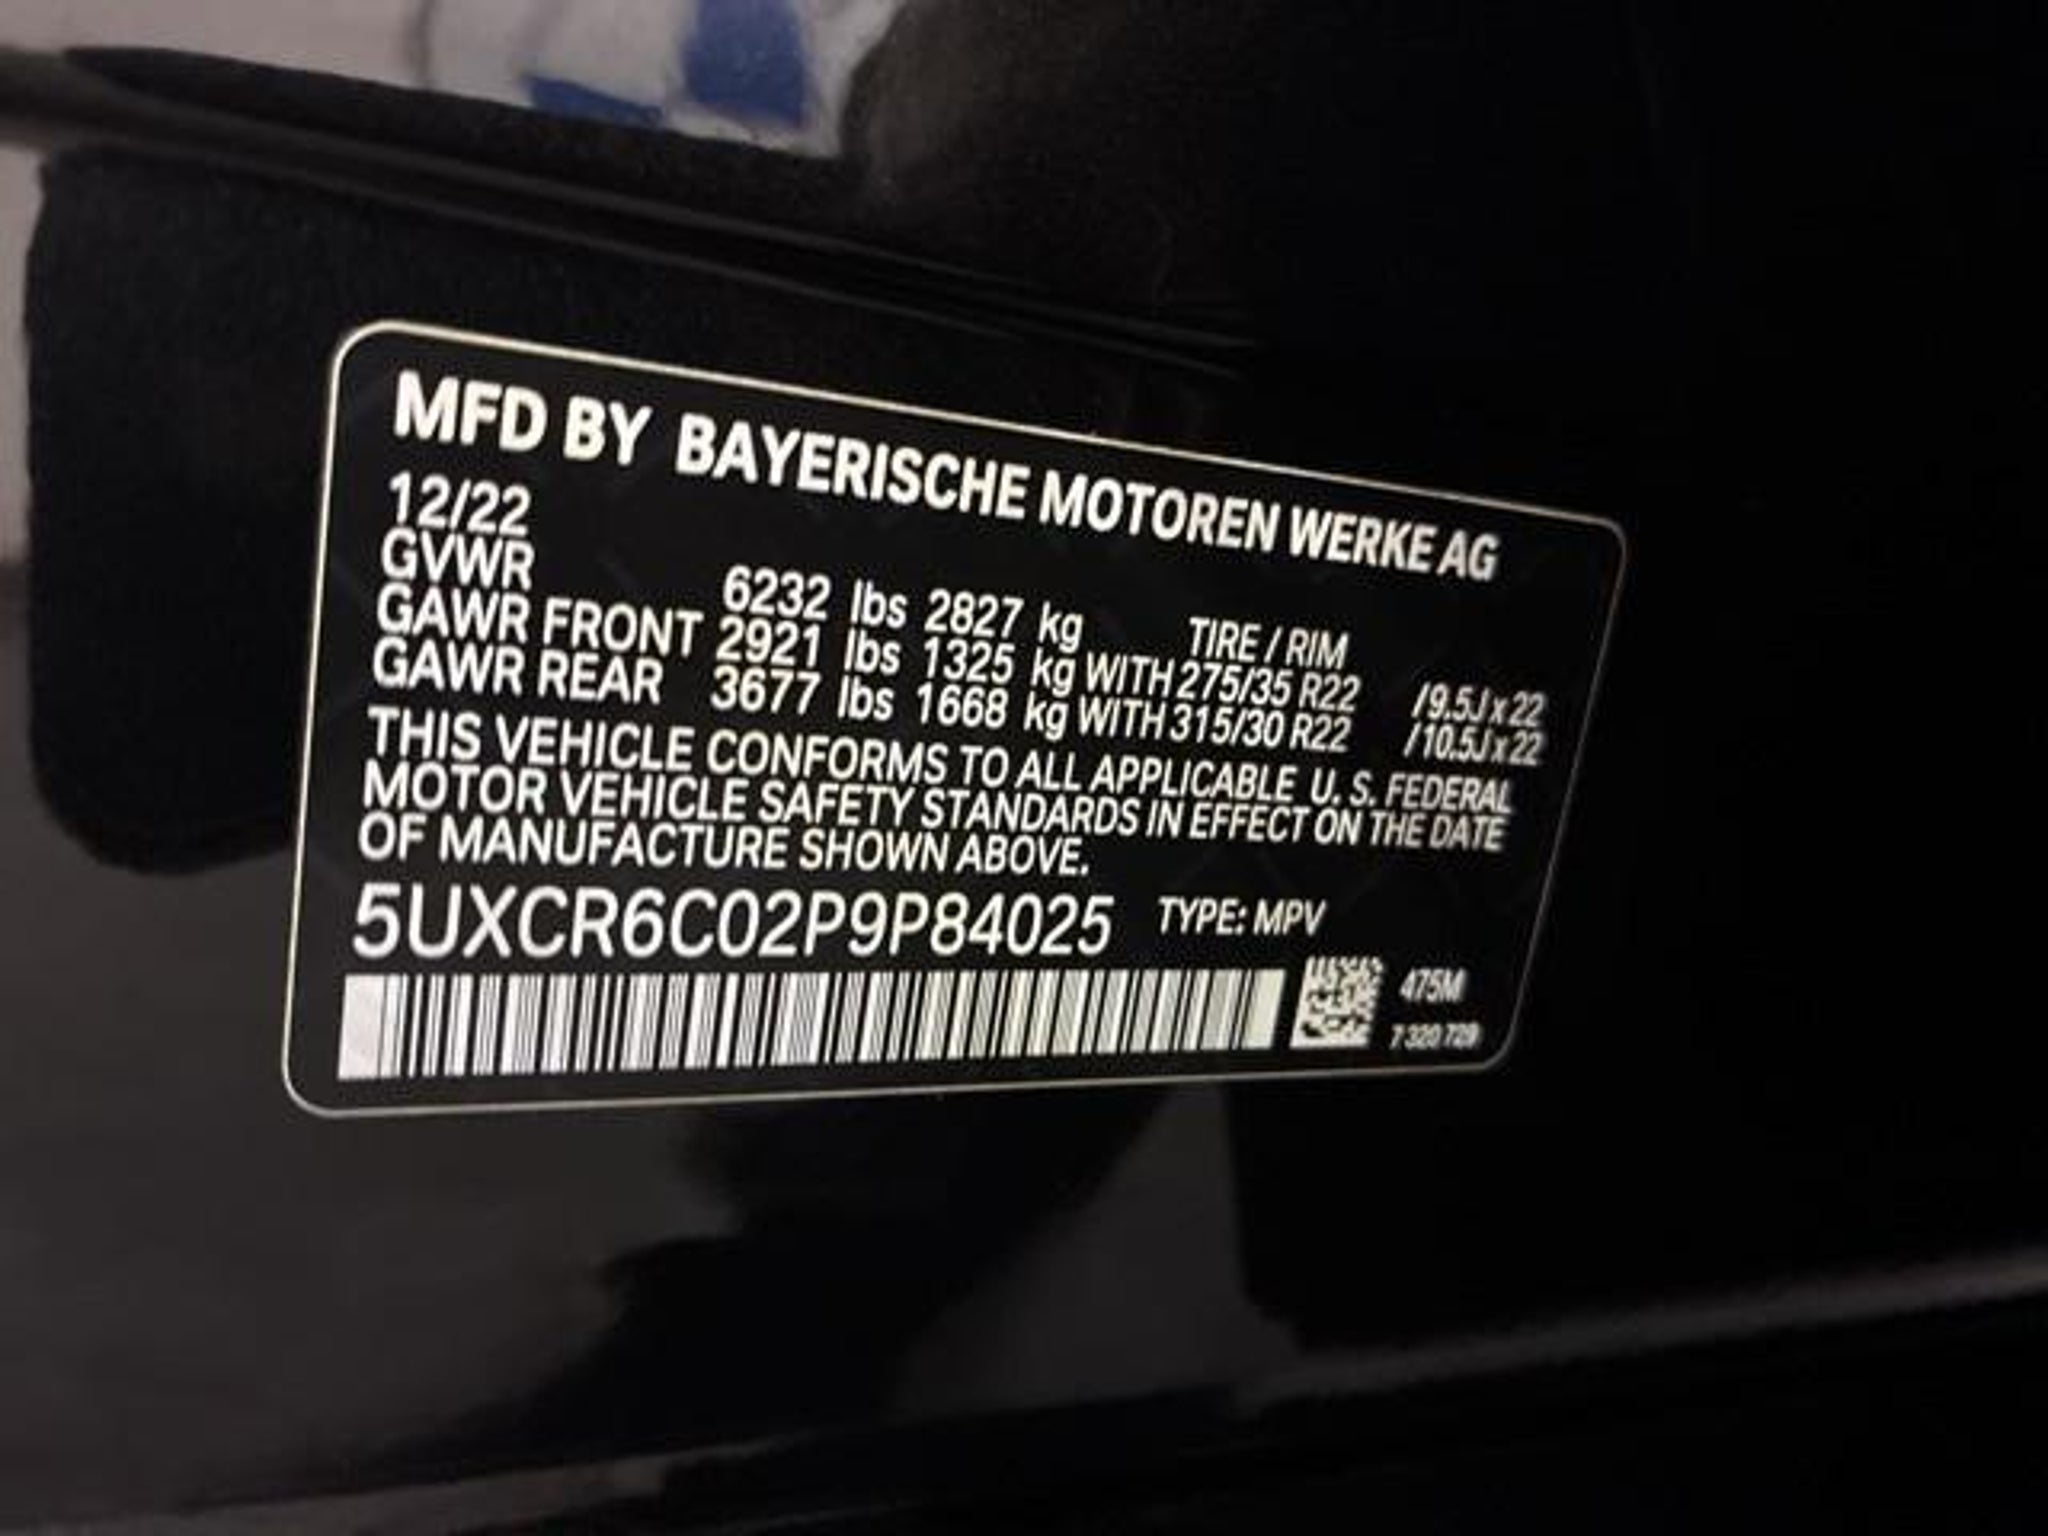 MFD BY BAYERISCHE MOTOREN WERKE AG
12/22
GVWR 6232 lbs 2827 kg TIRE / RIM
GAWR FRONT 2921 lbs 1325 kg WITH 275/35 R22 /9.5J x 22
GAWR REAR 3677 lbs 1668 kg WITH 315/30 R22 /10.5J x 22
THIS VEHICLE CONFORMS TO ALL APPLICABLE U. S. FEDERAL
MOTOR VEHICLE SAFETY STANDARDS IN EFFECT ON THE DATE
OF MANUFACTURE SHOWN ABOVE.
5UXCR6C02P9P84025 TYPE: MPV
475M
7 320 729